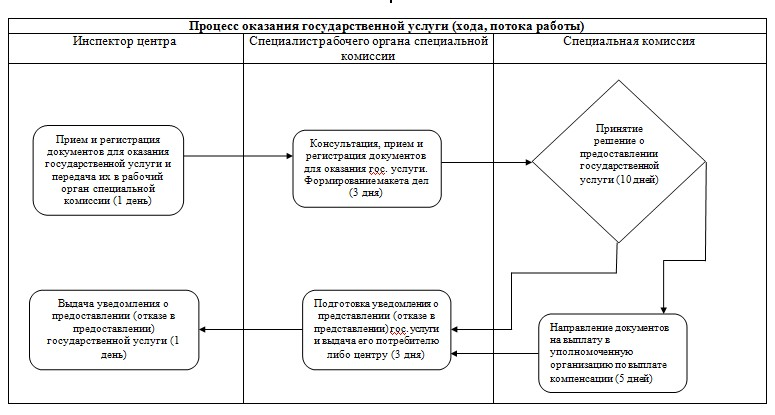 Процесс оказания государственной услуги (хода, потока работы)
Инспектор центра
Специалистрабочего органа специальной
комиссии
Специальная комиссия
Прием и регистрация
документов для оказания
государственной услуги и
передача их в рабочий
орган специальной
комиссии (1 день)
Консультация, прием и
регистрация документов
для оказания гос. услуги.
Формирование макета дел
(3 дня)
Принятие
решение о
предоставлении
государственной
услуги (10 дней)
Выдача уведомления о
предоставлении (отказе в
предоставлении)
государственной услуги (1
день)
Подготовка уведомления о
представлении (отказе в
представлении) гос. услуги
и выдача его потребителю
либо центру (3 дня)
Направление документов
на выплату в
уполномоченную
организацию по выплате
компенсации (5 дней)